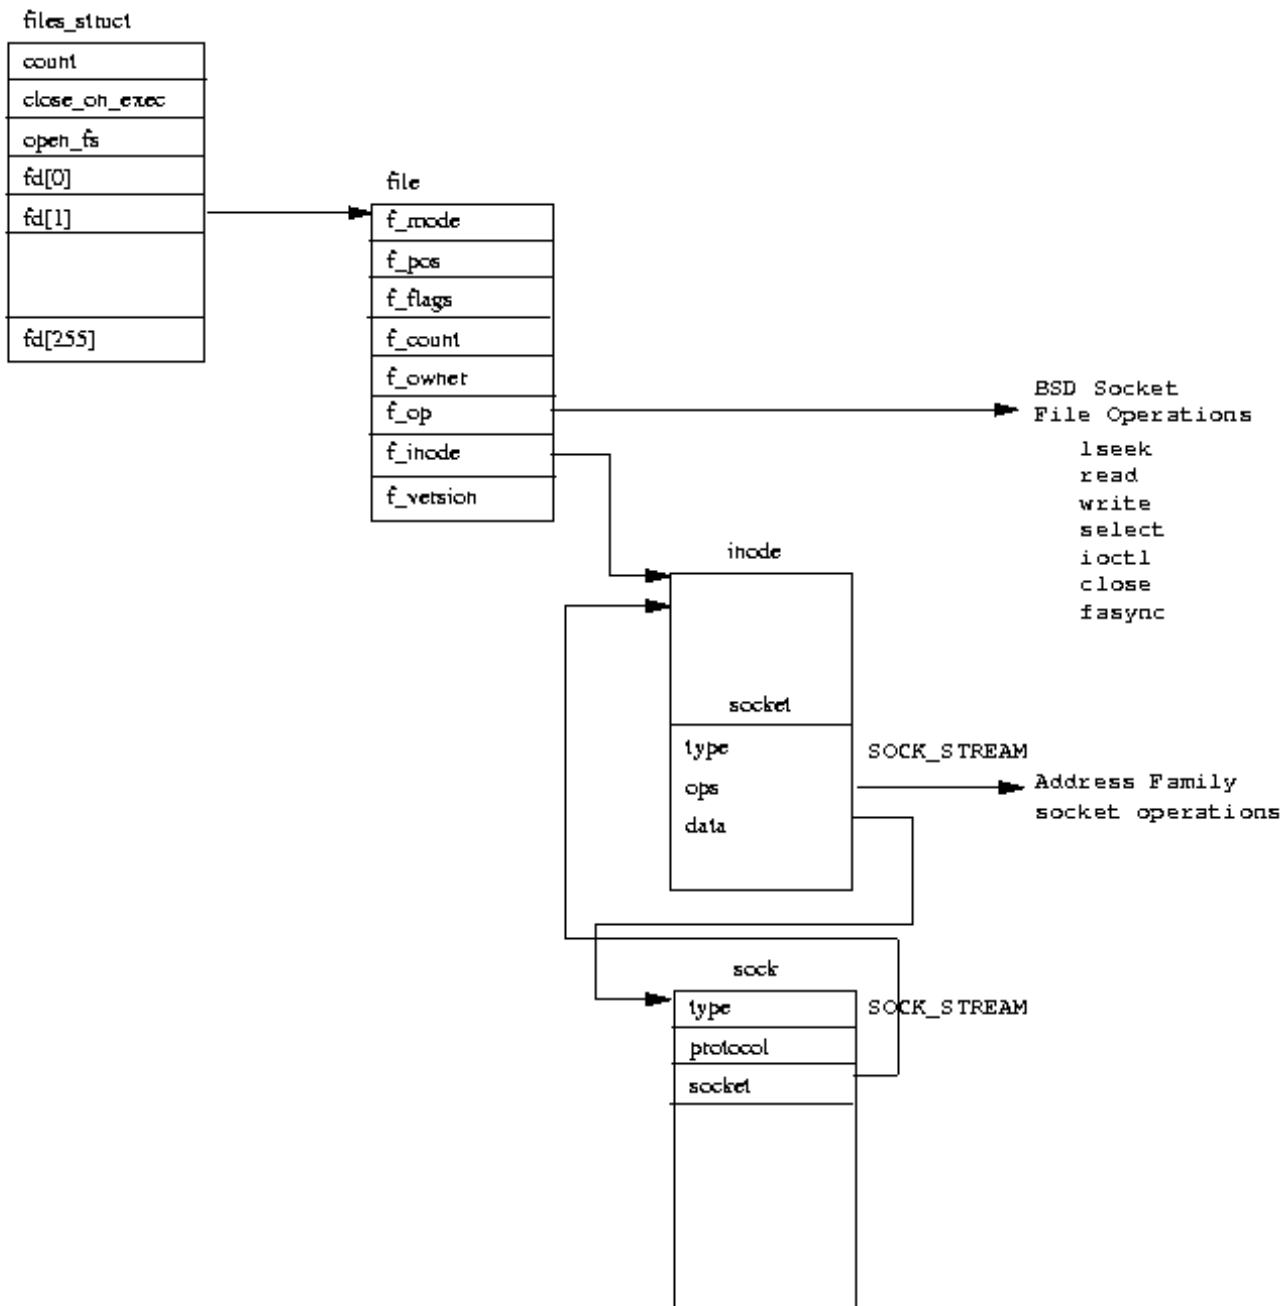 files_struct
count
close_on_exec
open_fs
fd[0]
fd[1]
fd[255]
file
f_mode
f_pos
f_flags
f_count
f_owner
f_op
f_inode
f_version
BSD Socket
File Operations
lseek
read
write
select
ioctl
close
fasync
inode
socket
type
SOCK_STREAM
ops
data
Address Family
socket operations
sock
type
SOCK_STREAM
protocol
socket